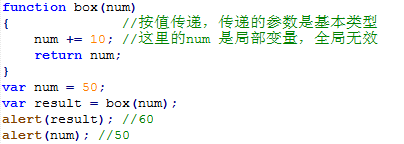 function box(num)
{ //按值传递，传递的参数是基本类型
num += 10; //这里的num 是局部变量，全局无效
return num;
}
var num = 50;
var result = box(num);
alert(result); //60
alert(num); //50